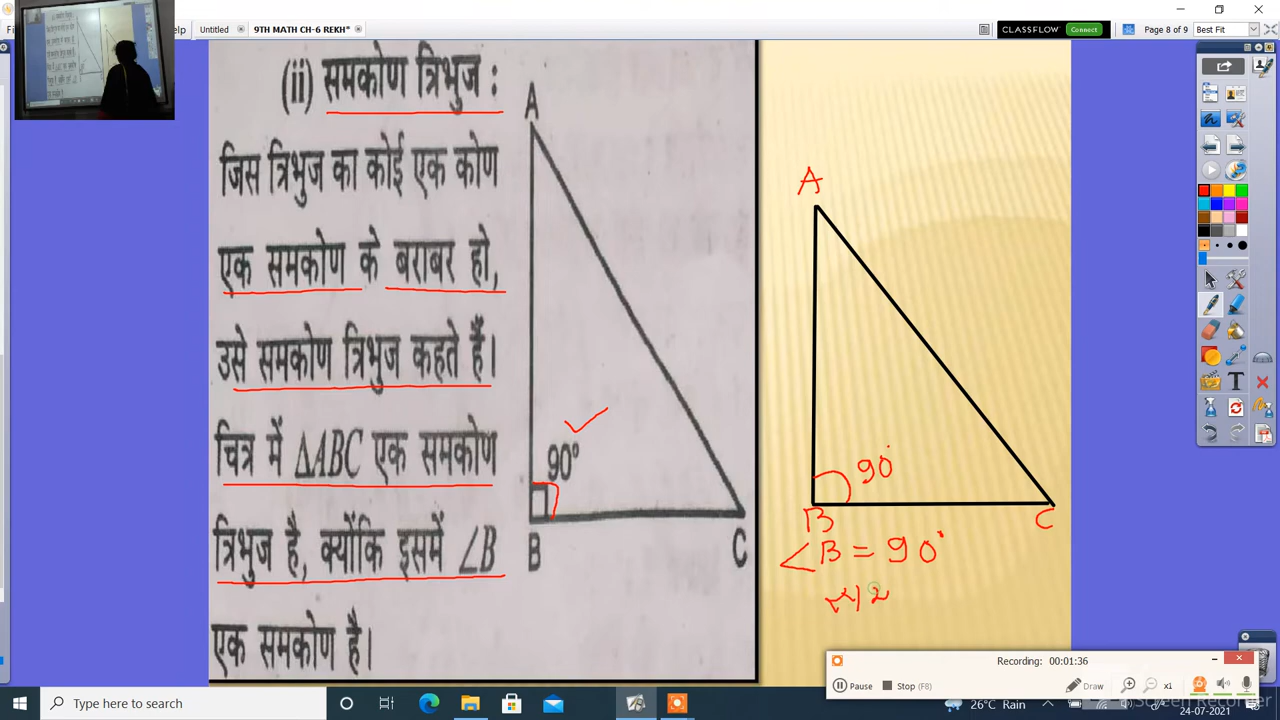 Untitled
9TH MATH CH-6 REKH*
CLASSFLOW
Connect
Page 8 of 9
Best Fit
(ii) समकोण त्रिभुज :
जिस त्रिभुज का कोई एक कोण
एक समकोण के बराबर हो,
उसे समकोण त्रिभुज कहते हैं।
चित्र में ΔABC एक समकोण
त्रिभुज है, क्योंकि इसमें ∠B
एक समकोण है।
A
90°
B
C
A
90°
B
C
∠B = 90°
Recording: 00:01:36
Pause
Stop (F8)
x1
Draw
Type here to search
26°C Rain
24-07-2021